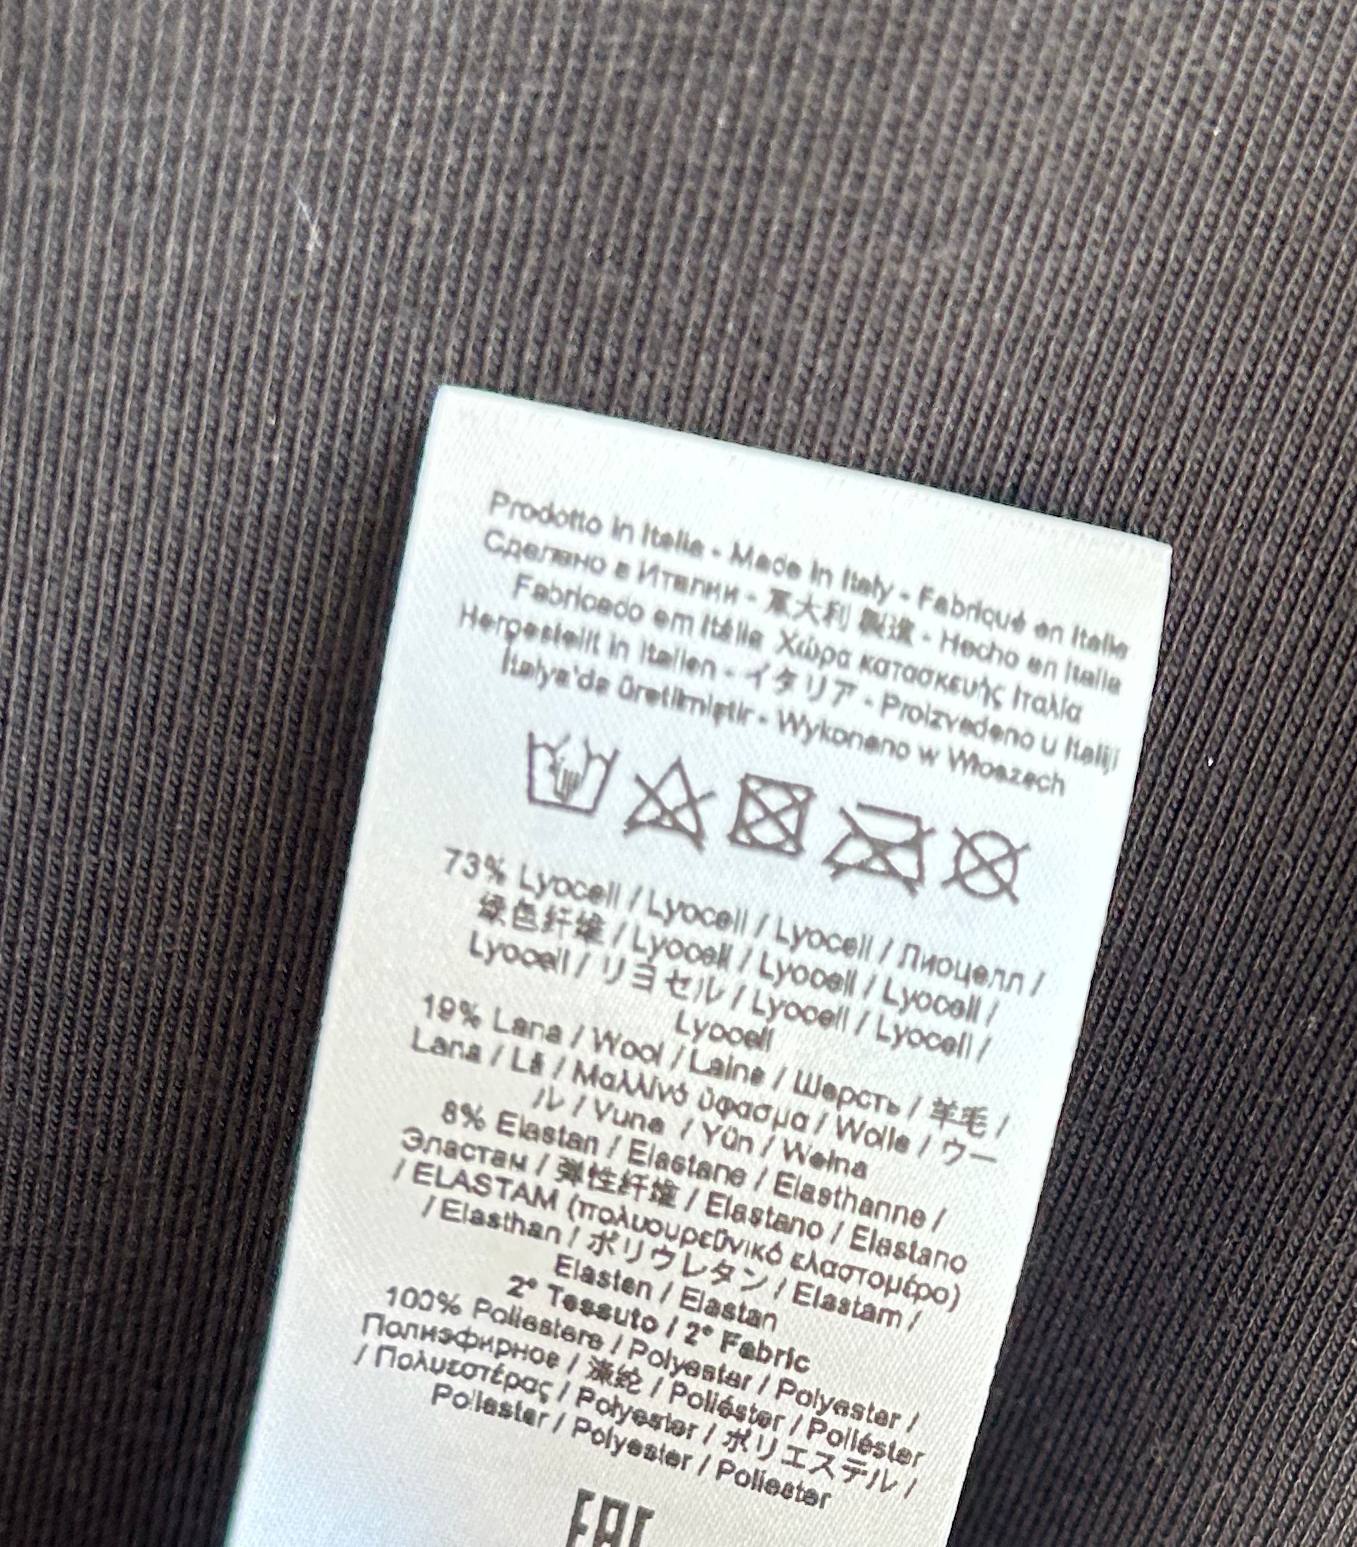 Prodotto in Italia - Made in Italy - Fabriqué en Italie
Сделано в Италии - 意大利 製造 - Hecho en Italia
Fabricado em Itália Χώρα κατασκευής Ιταλία
Hergestellt in Italien - イタリア - Proizvedeno u Italiji
İtalya'da üretilmiştir - Wykonano w Włoszech
73% Lyocell / Lyocell / Lyocell / Лиоцелл /
绿色纤维 / Lyocell / Lyocell / Lyocell /
Lyocell / リヨセル / Lyocell / Lyocell /
Lyocell
19% Lana / Wool / Laine / Шерсть / 羊毛 /
Lana / Lã / Μαλλίνό ύφασμα / Wolle / ウー
ル / Vuna / Yün / Wełna
8% Elastan / Elastane / Elasthanne /
Эластан / 弹性纤维 / Elastano / Elastano
/ ELASTAM (πολυουρεϋνικό ελαστομέρο)
/ Elasthan / ポリウレタン / Elastam /
Elasten / Elastan
2° Tessuto / 2° Fabric
100% Poliestere / Polyester / Polyester /
Полиэфирное / 涤纶 / Poliéster / Poliéster
/ Πολυεστέρας / Polyester / ポリエステル /
Poliester / Polyester / Poliester
EAC